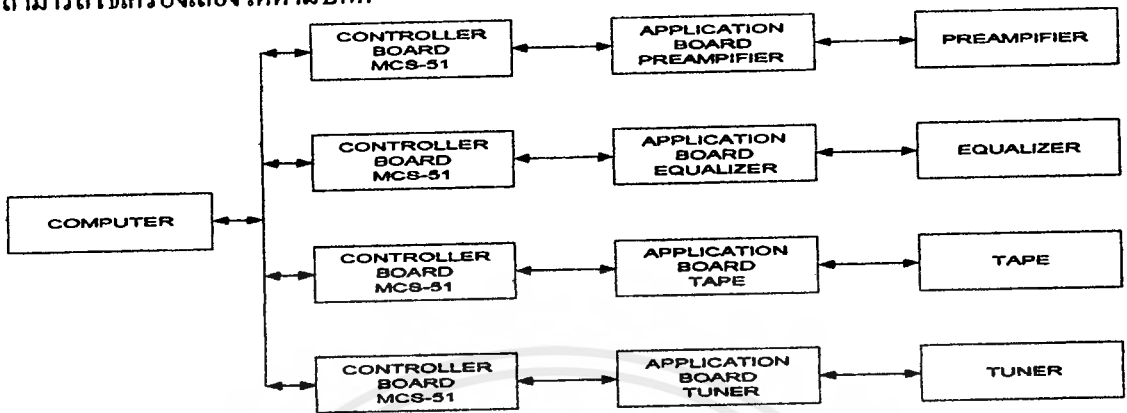 CONTROLLER
BOARD
MCS-51
APPLICATION
BOARD
PREAMPIFIER
PREAMPIFIER
CONTROLLER
BOARD
MCS-51
APPLICATION
BOARD
EQUALIZER
EQUALIZER
COMPUTER
CONTROLLER
BOARD
MCS-51
APPLICATION
BOARD
TAPE
TAPE
CONTROLLER
BOARD
MCS-51
APPLICATION
BOARD
TUNER
TUNER